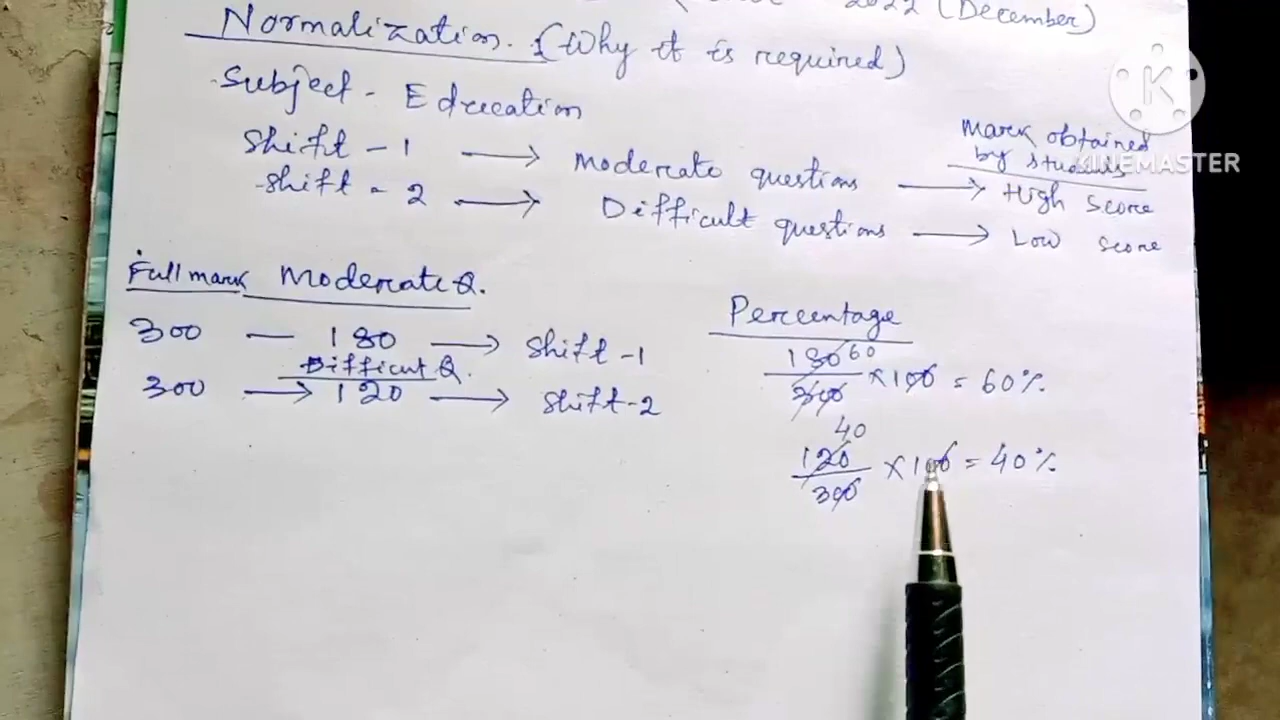 2022 (December)
Normalization. (Why it is required)
Subject - Education
Shift - 1 → moderate questions → High Score
Mark obtained by students
Shift - 2 → Difficult questions → Low score
Full mark Moderate Q.
300 — 180 → Shift -1
Difficult Q.
300 → 120 → Shift-2
Percentage
180 60
300 × 100 = 60%
40
120
300 × 100 = 40%
K
KINEMASTER